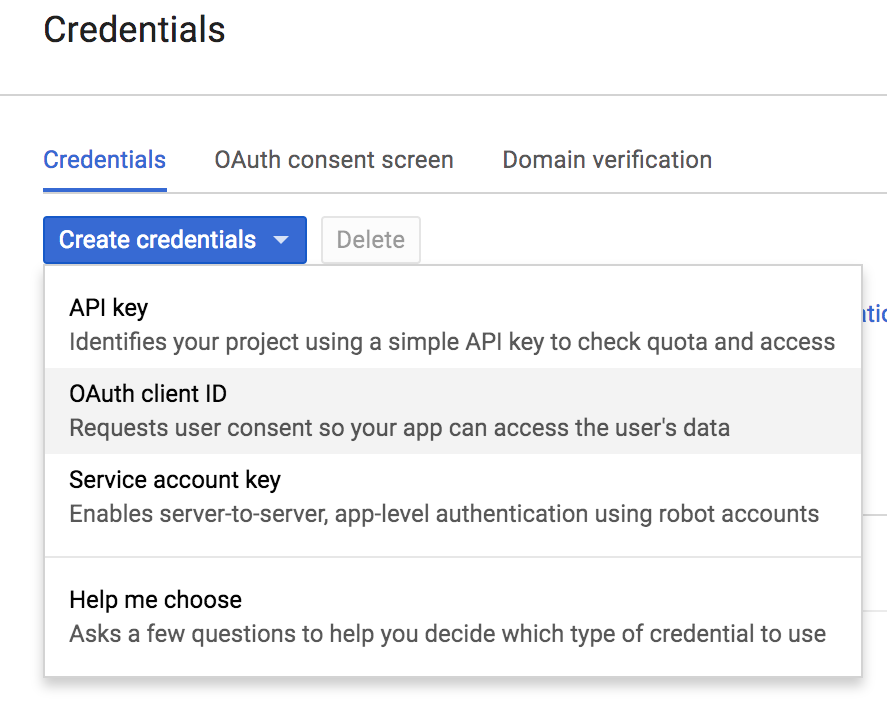 Credentials
Credentials OAuth consent screen Domain verification
Create credentials Delete
API key
Identifies your project using a simple API key to check quota and access
OAuth client ID
Requests user consent so your app can access the user's data
Service account key
Enables server-to-server, app-level authentication using robot accounts
Help me choose
Asks a few questions to help you decide which type of credential to use